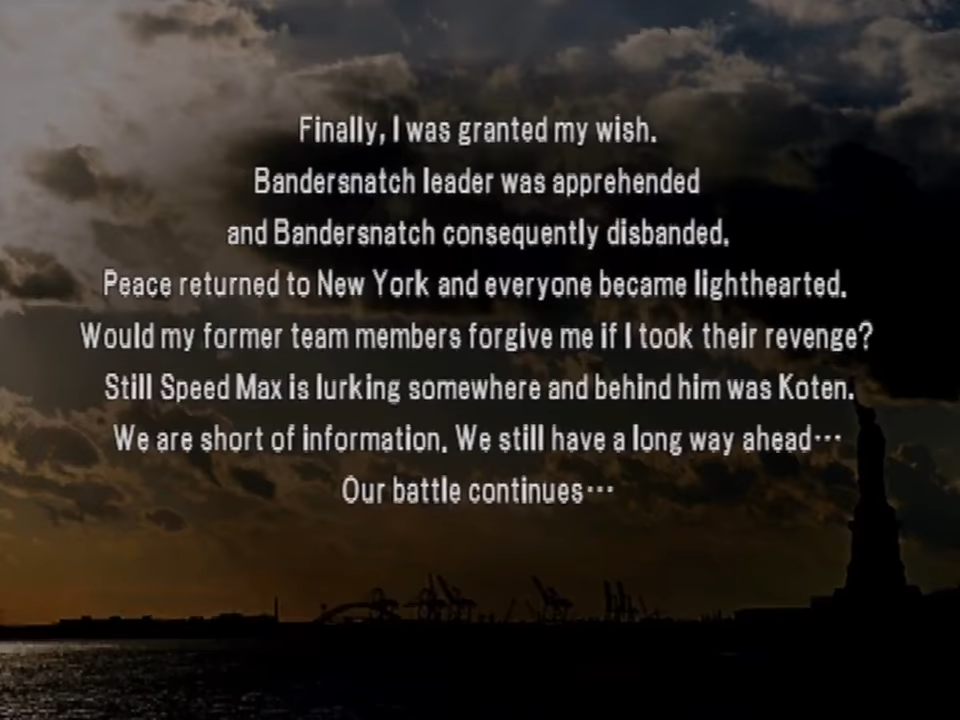 Finally, I was granted my wish.
Bandersnatch leader was apprehended
and Bandersnatch consequently disbanded.
Peace returned to New York and everyone became lighthearted.
Would my former team members forgive me if I took their revenge?
Still Speed Max is lurking somewhere and behind him was Koten.
We are short of information. We still have a long way ahead…
Our battle continues…